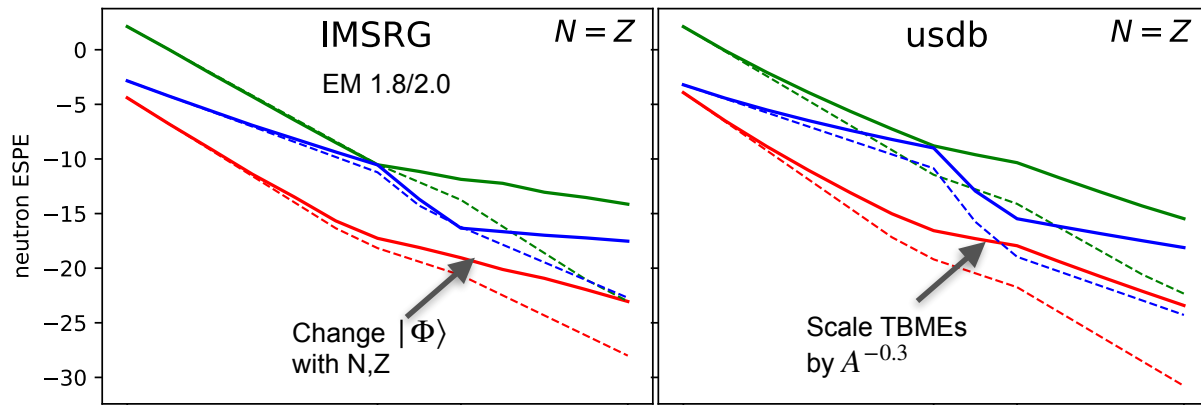 IMSRG
N = Z
EM 1.8/2.0
usdb
N = Z
neutron ESPE
0
−5
−10
−15
−20
−25
−30
Change |Φ⟩
with N,Z
Scale TBMEs
by A⁻⁰·³